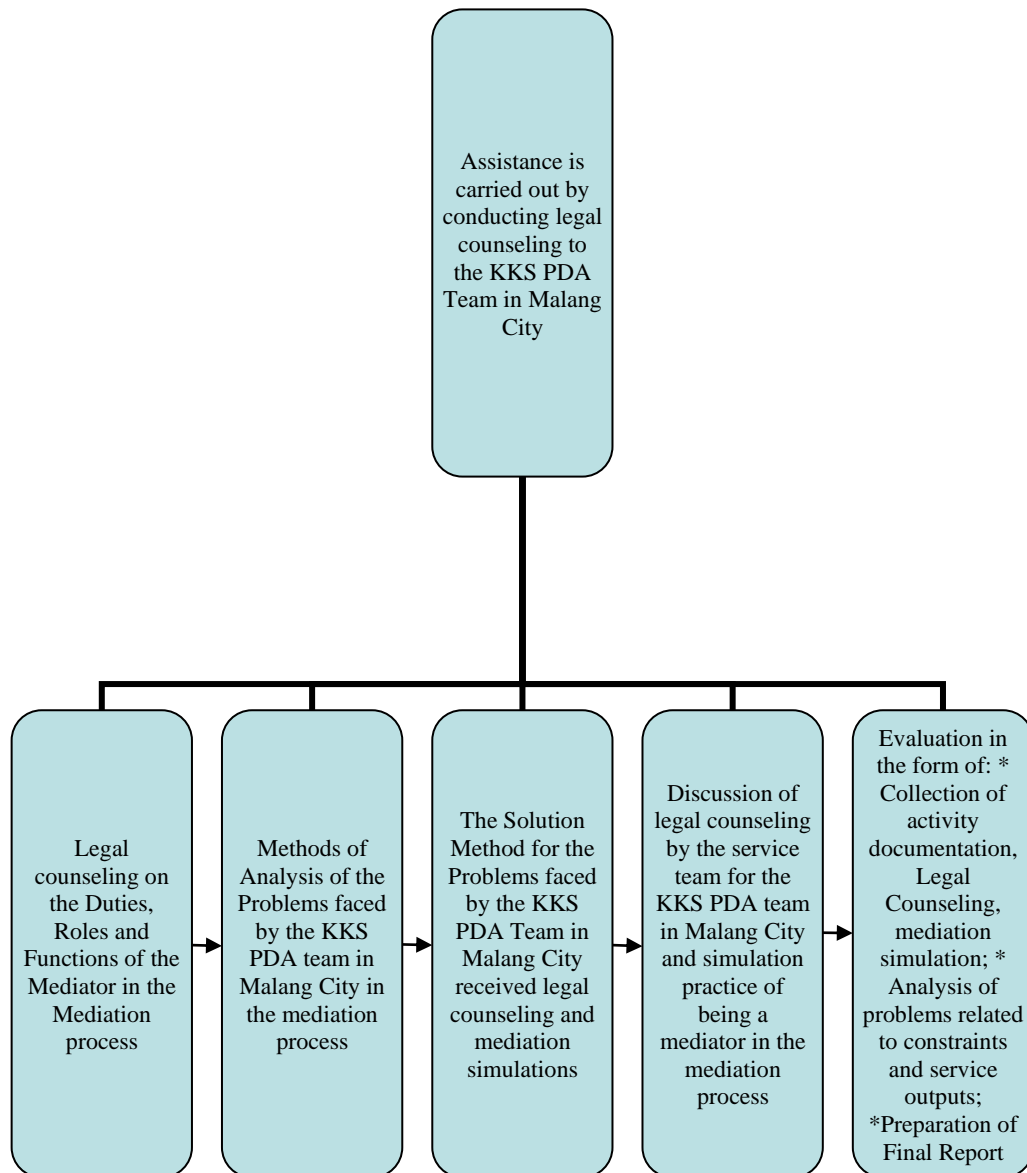 Assistance is
carried out by
conducting legal
counseling to
the KKS PDA
Team in Malang
City
Legal
counseling on
the Duties,
Roles and
Functions of the
Mediator in the
Mediation
process
Methods of
Analysis of the
Problems faced
by the KKS
PDA team in
Malang City in
the mediation
process
The Solution
Method for the
Problems faced
by the KKS
PDA Team in
Malang City
received legal
counseling and
mediation
simulations
Discussion of
legal counseling
by the service
team for the
KKS PDA team
in Malang City
and simulation
practice of
being a
mediator in the
mediation
process
Evaluation in
the form of: *
Collection of
activity
documentation,
Legal
Counseling,
mediation
simulation; *
Analysis of
problems related
to constraints
and service
outputs;
*Preparation of
Final Report